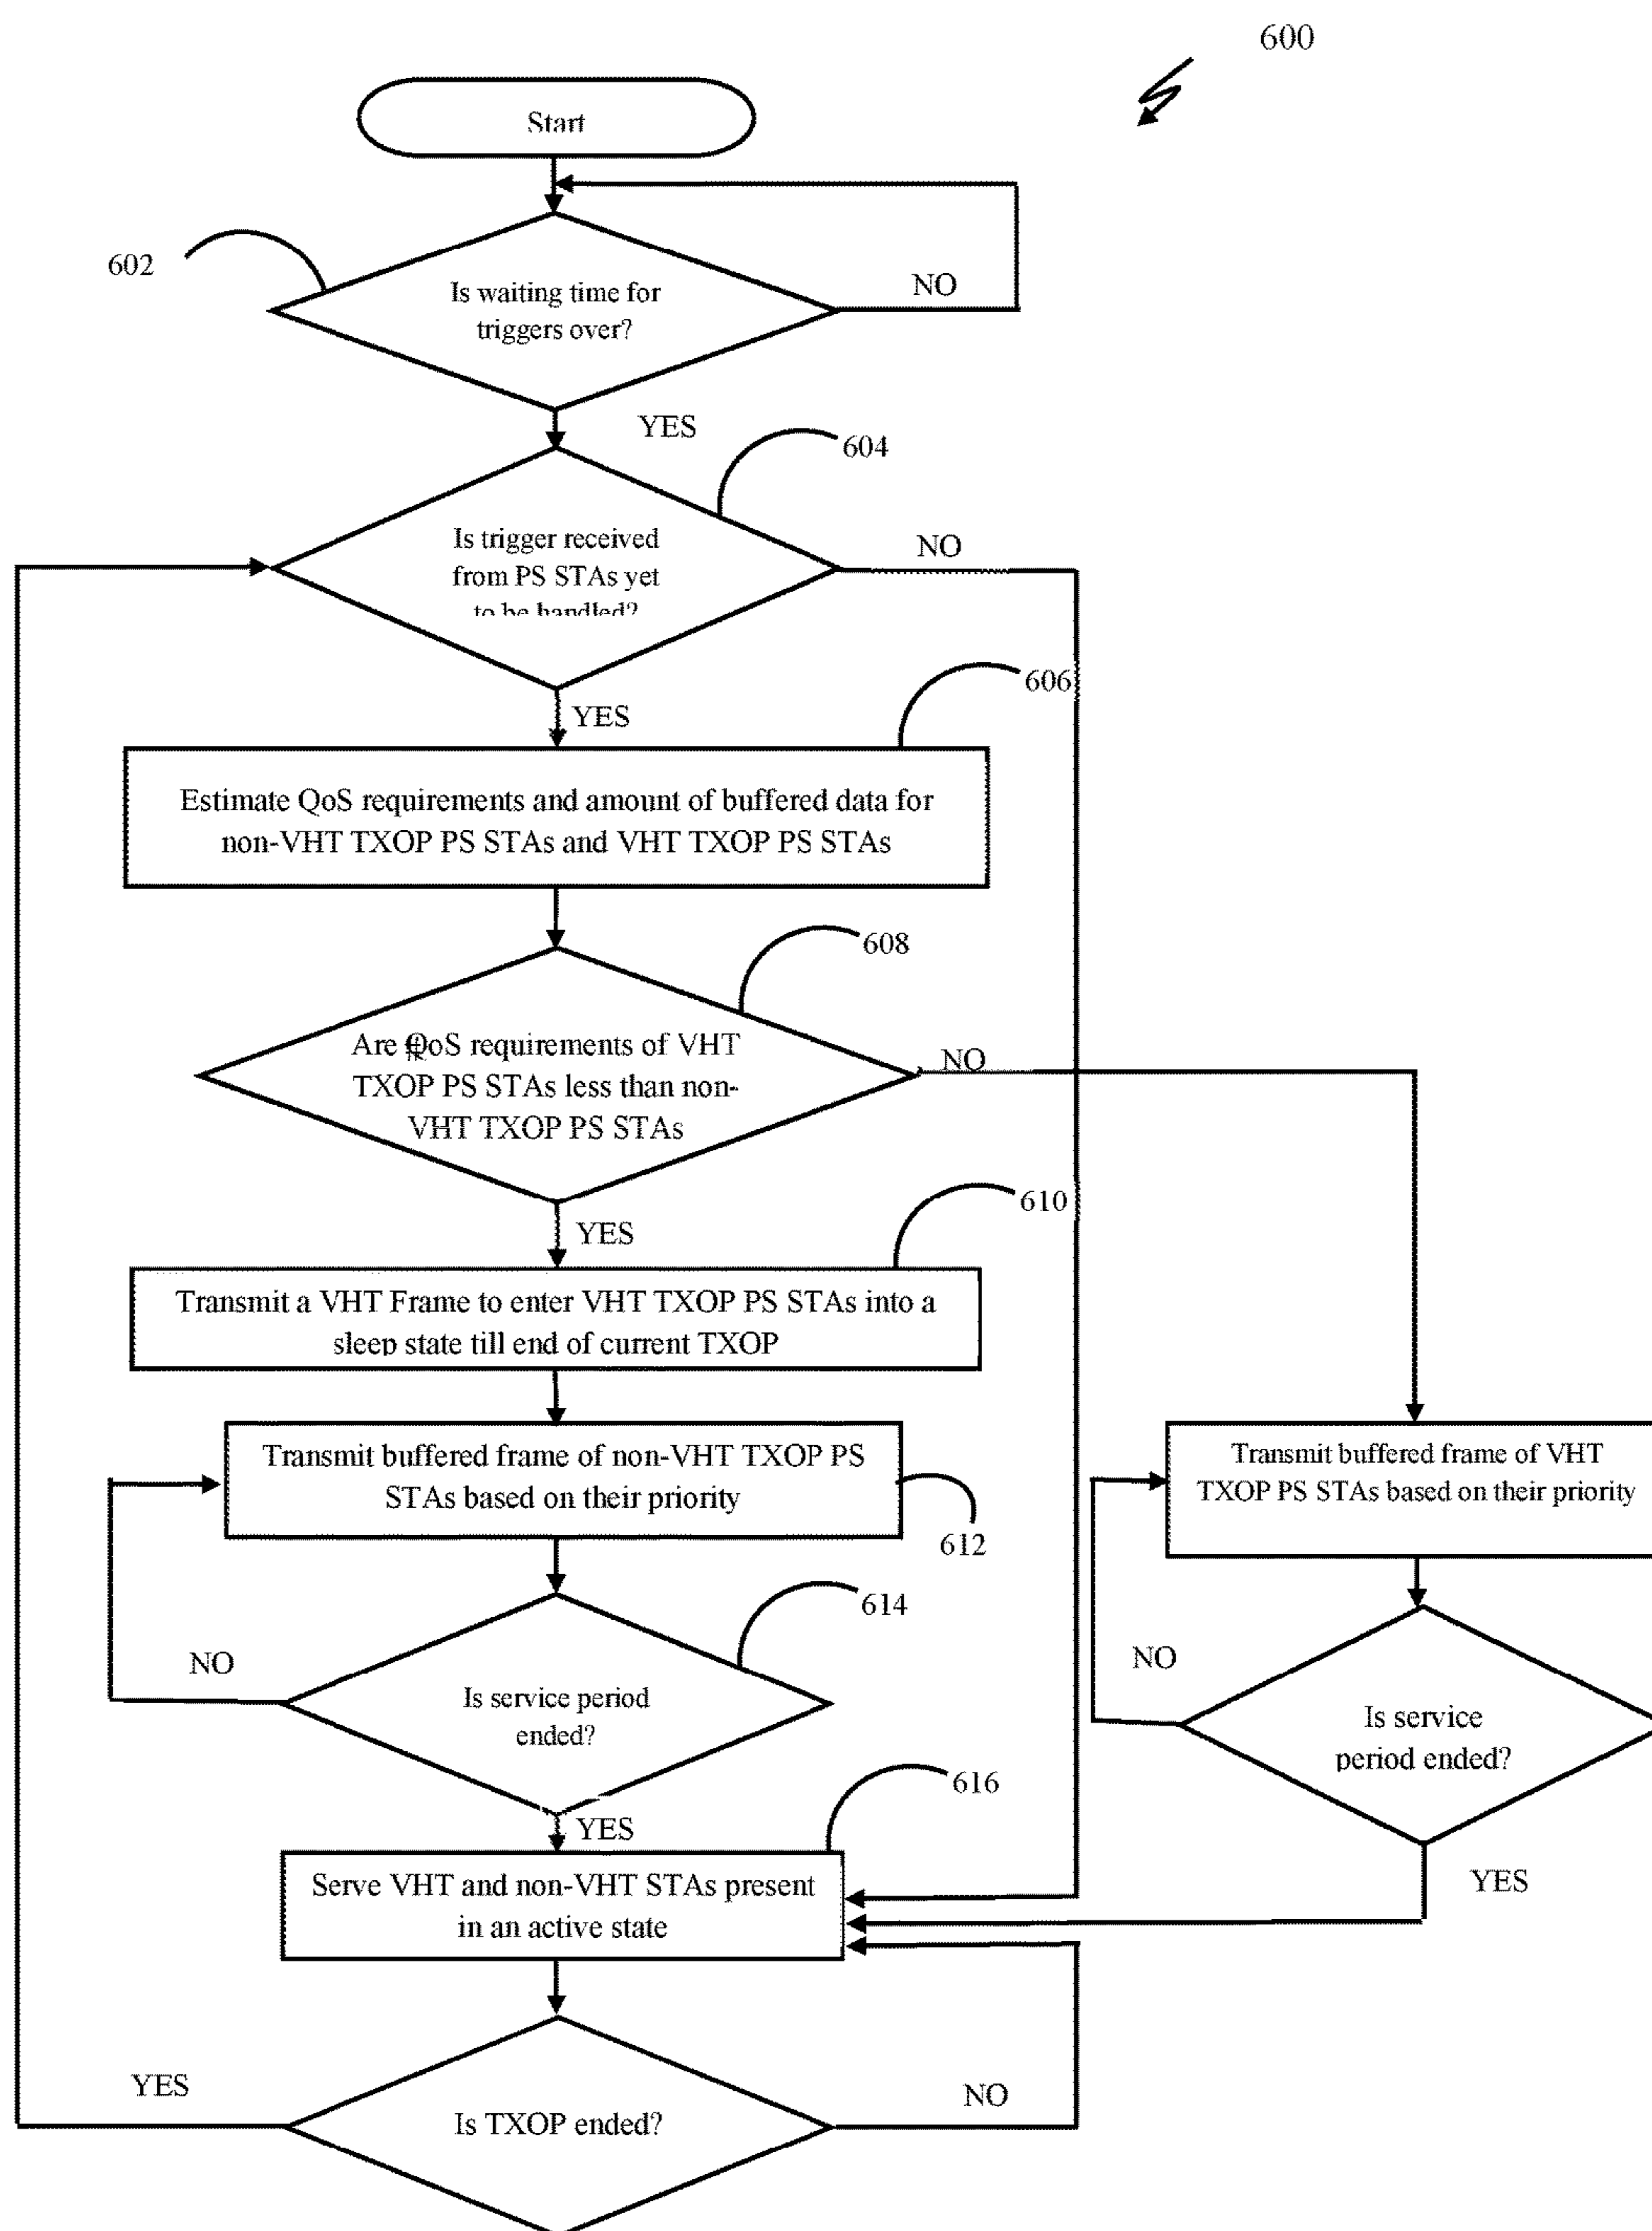 600
Start
602
Is waiting time for
triggers over?
NO
YES
604
Is trigger received
from PS STAs yet
to be handled?
NO
606
YES
Estimate QoS requirements and amount of buffered data for
non-VHT TXOP PS STAs and VHT TXOP PS STAs
608
Are QoS requirements of VHT
TXOP PS STAs less than non-
VHT TXOP PS STAs
NO
610
YES
Transmit a VHT Frame to enter VHT TXOP PS STAs into a
sleep state till end of current TXOP
Transmit buffered frame of non-VHT TXOP PS
STAs based on their priority
612
Transmit buffered frame of VHT
TXOP PS STAs based on their priority
614
NO
Is service period
ended?
NO
Is service
period ended?
616
YES
Serve VHT and non-VHT STAs present
in an active state
YES
YES
Is TXOP ended?
NO